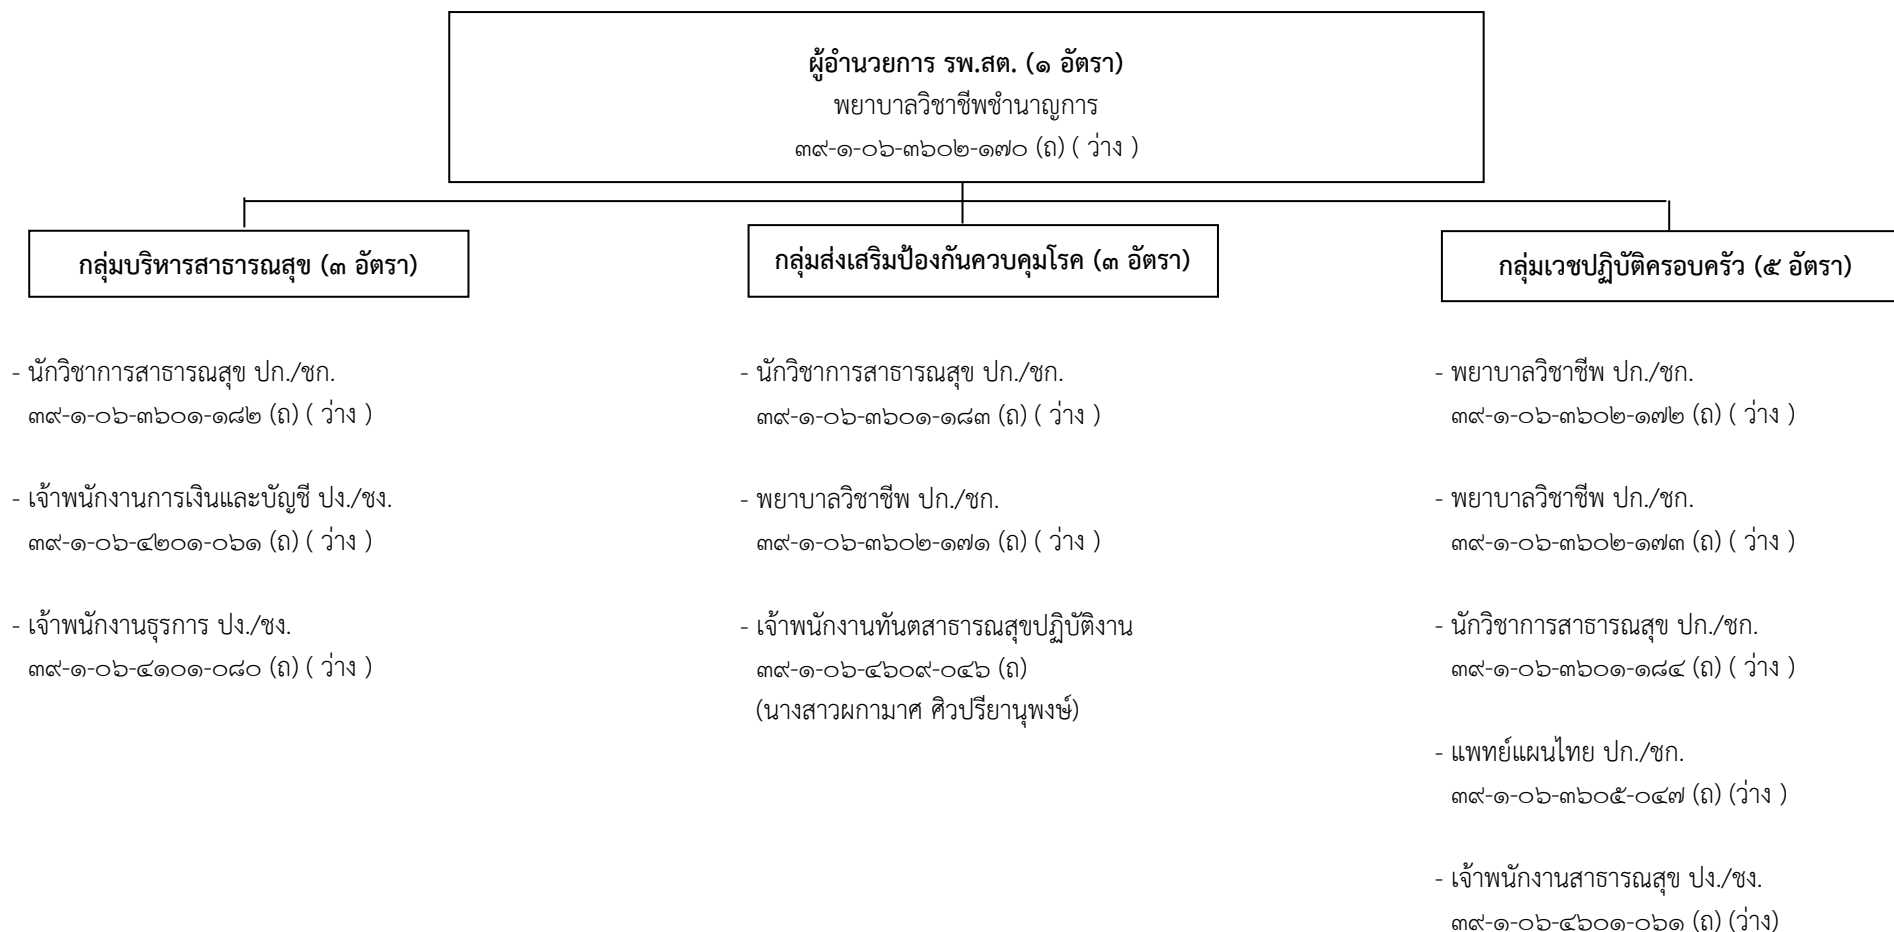 ผู้อำนวยการ รพ.สต. (๑ อัตรา)
พยาบาลวิชาชีพชำนาญการ
๓๙-๑-๐๖-๓๖๐๒-๑๗๐ (ถ) ( ว่าง )
กลุ่มบริหารสาธารณสุข (๓ อัตรา)
- นักวิชาการสาธารณสุข ปก./ชก.
๓๙-๑-๐๖-๓๖๐๑-๑๘๒ (ถ) ( ว่าง )
- เจ้าพนักงานการเงินและบัญชี ปง./ชง.
๓๙-๑-๐๖-๔๒๐๑-๐๖๑ (ถ) ( ว่าง )
- เจ้าพนักงานธุรการ ปง./ชง.
๓๙-๑-๐๖-๔๑๐๑-๐๘๐ (ถ) ( ว่าง )
กลุ่มส่งเสริมป้องกันควบคุมโรค (๓ อัตรา)
- นักวิชาการสาธารณสุข ปก./ชก.
๓๙-๑-๐๖-๓๖๐๑-๑๘๓ (ถ) ( ว่าง )
- พยาบาลวิชาชีพ ปก./ชก.
๓๙-๑-๐๖-๓๖๐๒-๑๗๑ (ถ) ( ว่าง )
- เจ้าพนักงานทันตสาธารณสุขปฏิบัติงาน
๓๙-๑-๐๖-๔๖๐๙-๐๔๖ (ถ)
(นางสาวผกามาศ ศิวปรียานุพงษ์)
กลุ่มเวชปฏิบัติครอบครัว (๕ อัตรา)
- พยาบาลวิชาชีพ ปก./ชก.
๓๙-๑-๐๖-๓๖๐๒-๑๗๒ (ถ) ( ว่าง )
- พยาบาลวิชาชีพ ปก./ชก.
๓๙-๑-๐๖-๓๖๐๒-๑๗๓ (ถ) ( ว่าง )
- นักวิชาการสาธารณสุข ปก./ชก.
๓๙-๑-๐๖-๓๖๐๑-๑๘๔ (ถ) ( ว่าง )
- แพทย์แผนไทย ปก./ชก.
๓๙-๑-๐๖-๓๖๐๕-๐๔๗ (ถ) (ว่าง )
- เจ้าพนักงานสาธารณสุข ปง./ชง.
๓๙-๑-๐๖-๔๖๐๑-๐๖๑ (ถ) (ว่าง)